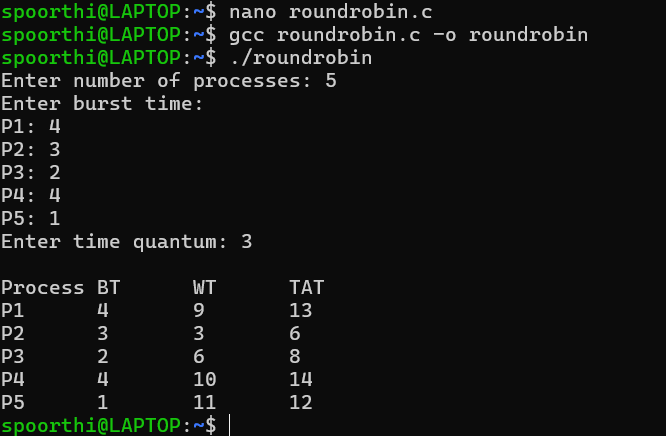 spoorthi@LAPTOP:~$ nano roundrobin.c
spoorthi@LAPTOP:~$ gcc roundrobin.c -o roundrobin
spoorthi@LAPTOP:~$ ./roundrobin
Enter number of processes: 5
Enter burst time:
P1: 4
P2: 3
P3: 2
P4: 4
P5: 1
Enter time quantum: 3

Process BT      WT      TAT
P1      4       9       13
P2      3       3       6
P3      2       6       8
P4      4       10      14
P5      1       11      12
spoorthi@LAPTOP:~$